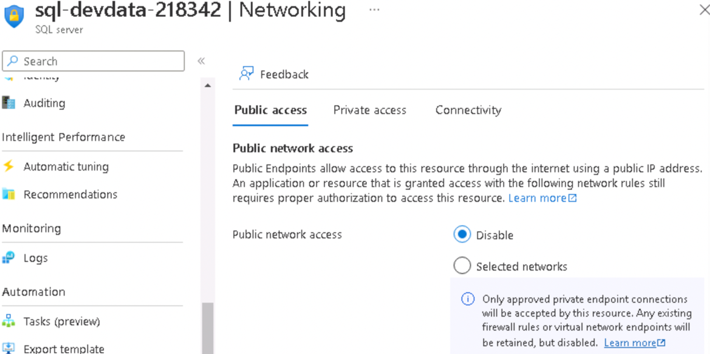 sql-devdata-218342 | Networking ...
SQL server
Search
Identity
Auditing
Intelligent Performance
Automatic tuning
Recommendations
Monitoring
Logs
Automation
Tasks (preview)
Export template
Feedback
Public access Private access Connectivity
Public network access
Public Endpoints allow access to this resource through the internet using a public IP address.
An application or resource that is granted access with the following network rules still
requires proper authorization to access this resource. Learn more
Public network access
Disable
Selected networks
Only approved private endpoint connections
will be accepted by this resource. Any existing
firewall rules or virtual network endpoints will
be retained, but disabled. Learn more